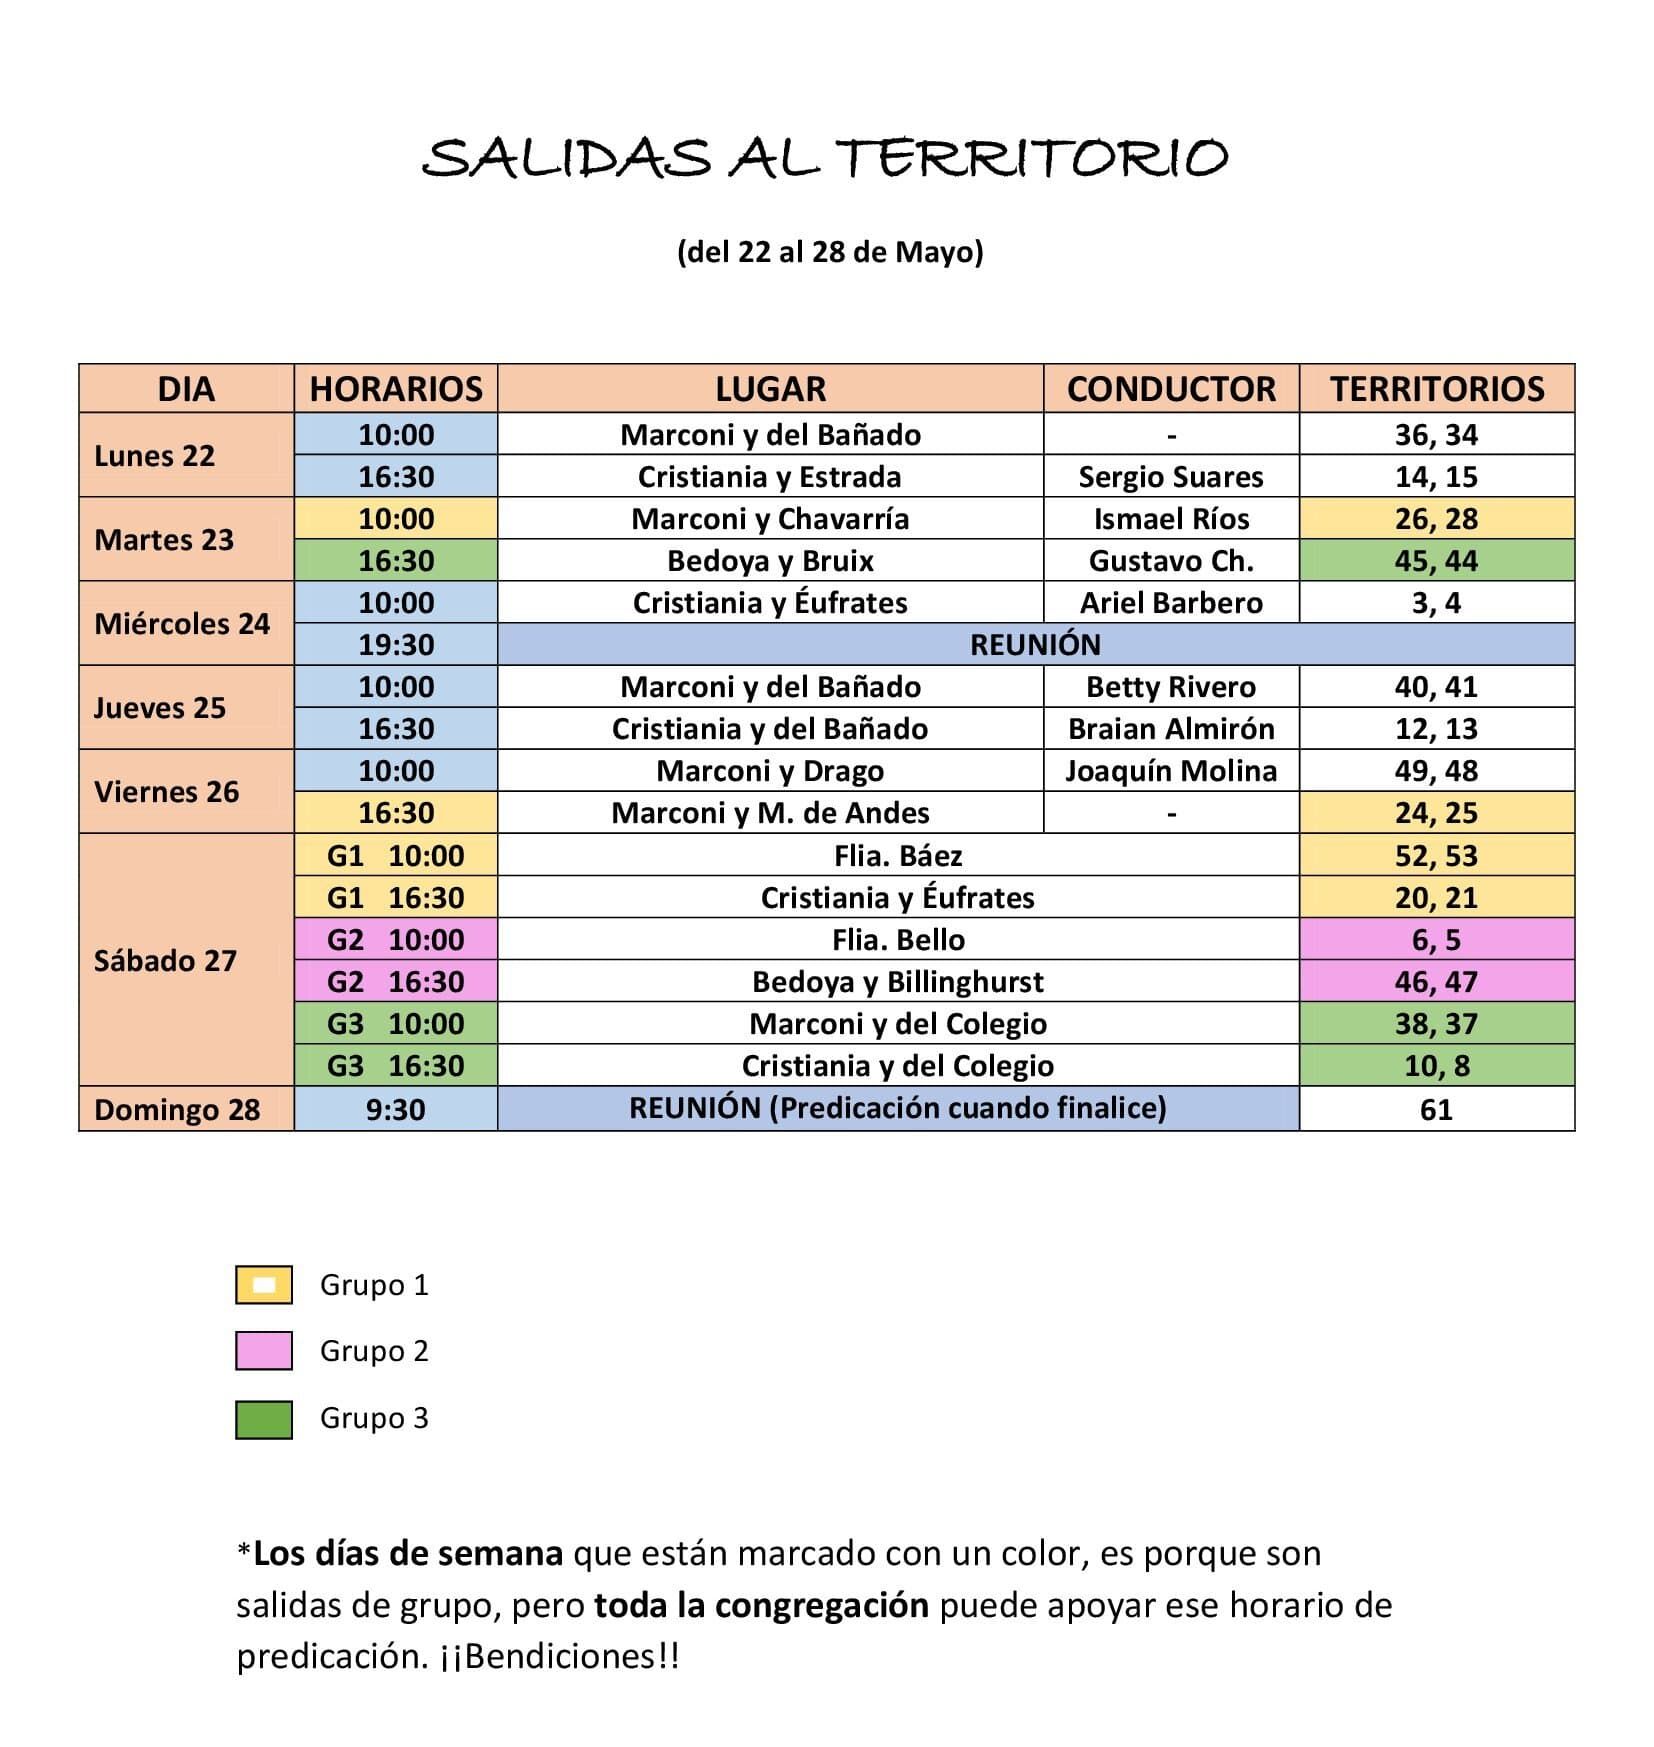 SALIDAS AL TERRITORIO
(del 22 al 28 de Mayo)
DIA HORARIOS LUGAR CONDUCTOR TERRITORIOS
Lunes 22
10:00 Marconi y del Bañado - 36, 34
16:30 Cristiania y Estrada Sergio Suares 14, 15
Martes 23
10:00 Marconi y Chavarría Ismael Ríos 26, 28
16:30 Bedoya y Bruix Gustavo Ch. 45, 44
Miércoles 24
10:00 Cristiania y Éufrates Ariel Barbero 3, 4
19:30 REUNIÓN
Jueves 25
10:00 Marconi y del Bañado Betty Rivero 40, 41
16:30 Cristiania y del Bañado Braian Almirón 12, 13
Viernes 26
10:00 Marconi y Drago Joaquín Molina 49, 48
16:30 Marconi y M. de Andes - 24, 25
Sábado 27
G1 10:00 Flia. Báez 52, 53
G1 16:30 Cristiania y Éufrates 20, 21
G2 10:00 Flia. Bello 6, 5
G2 16:30 Bedoya y Billinghurst 46, 47
G3 10:00 Marconi y del Colegio 38, 37
G3 16:30 Cristiania y del Colegio 10, 8
Domingo 28 9:30 REUNIÓN (Predicación cuando finalice) 61
Grupo 1
Grupo 2
Grupo 3
*Los días de semana que están marcado con un color, es porque son
salidas de grupo, pero toda la congregación puede apoyar ese horario de
predicación. ¡¡Bendiciones!!